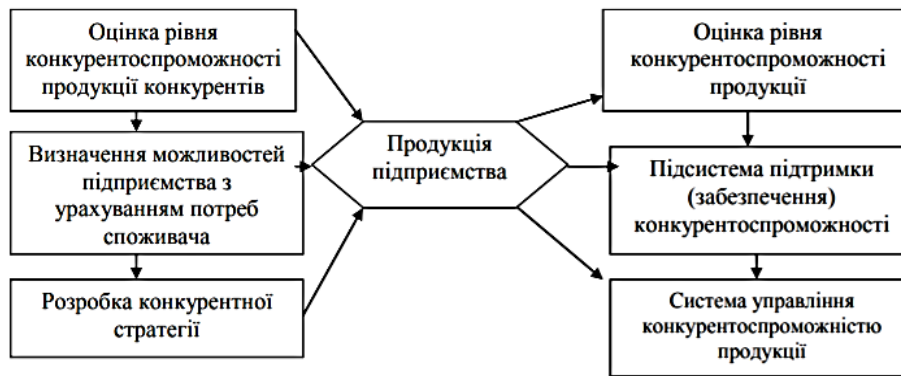 Оцінка рівня
конкурентоспроможності
продукції конкурентів
Визначення можливостей
підприємства з
урахуванням потреб
споживача
Розробка конкурентної
стратегії
Продукція
підприємства
Оцінка рівня
конкурентоспроможності
продукції
Підсистема підтримки
(забезпечення)
конкурентоспроможності
Система управління
конкурентоспроможністю
продукції